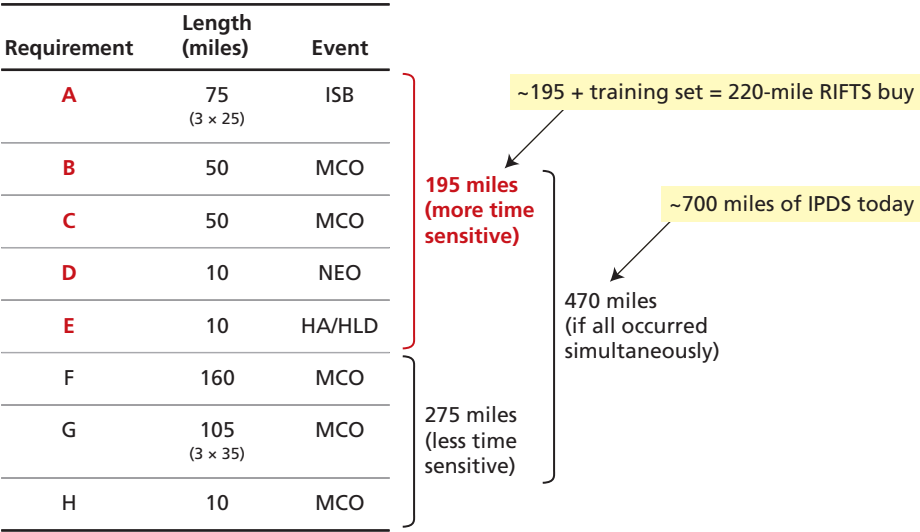 Requirement Length (miles) Event
A 75 ISB
(3 × 25)
B 50 MCO
C 50 MCO
D 10 NEO
E 10 HA/HLD
F 160 MCO
G 105 MCO
(3 × 35)
H 10 MCO
195 miles
(more time
sensitive)
275 miles
(less time
sensitive)
~195 + training set = 220-mile RIFTS buy
~700 miles of IPDS today
470 miles
(if all occurred
simultaneously)